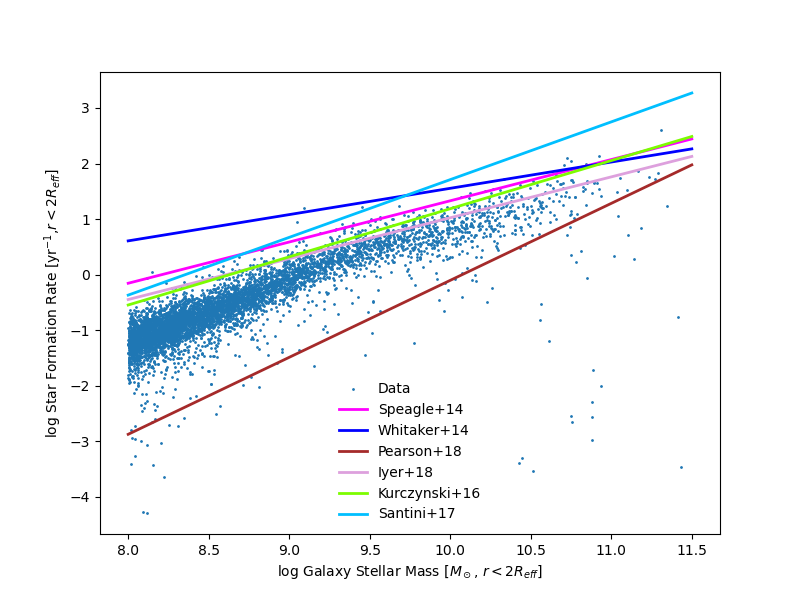 log Star Formation Rate [yr⁻¹, r < 2R_eff]
3
2
1
0
−1
−2
−3
−4
Data
Speagle+14
Whitaker+14
Pearson+18
Iyer+18
Kurczynski+16
Santini+17
8.0 8.5 9.0 9.5 10.0 10.5 11.0 11.5
log Galaxy Stellar Mass [M_⊙, r < 2R_eff]